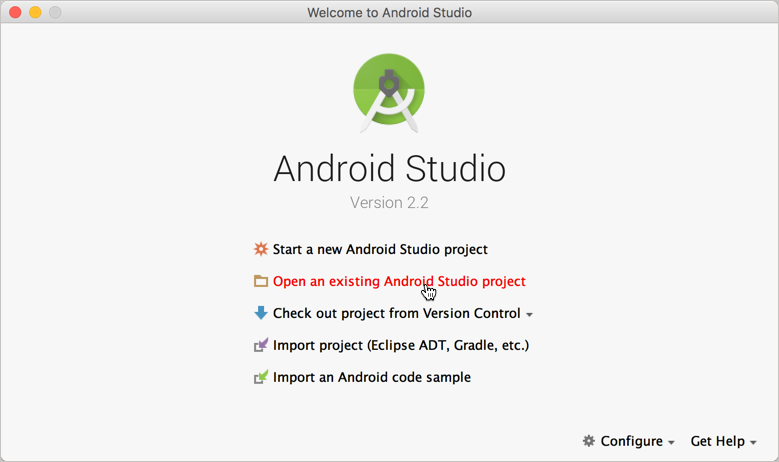 Welcome to Android Studio
Android Studio
Version 2.2
Start a new Android Studio project
Open an existing Android Studio project
Check out project from Version Control
Import project (Eclipse ADT, Gradle, etc.)
Import an Android code sample
Configure Get Help